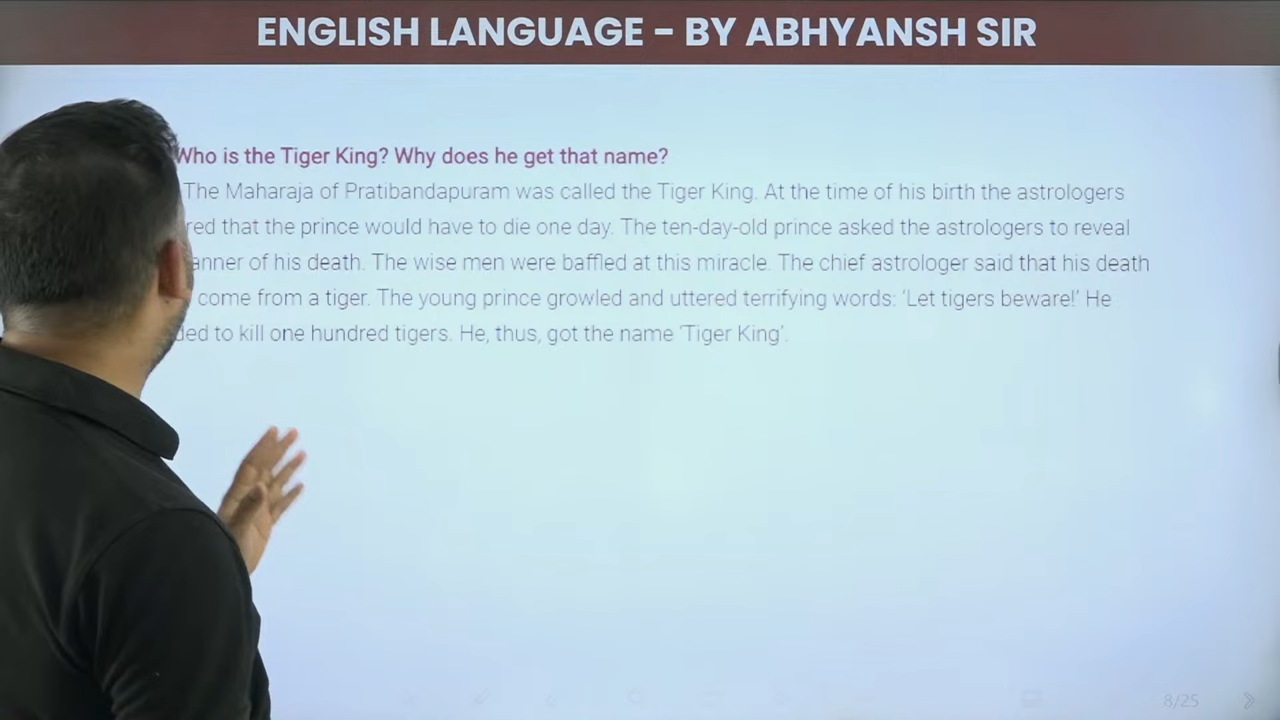 ENGLISH LANGUAGE - BY ABHYANSH SIR
Who is the Tiger King? Why does he get that name?
The Maharaja of Pratibandapuram was called the Tiger King. At the time of his birth the astrologers
that the prince would have to die one day. The ten-day-old prince asked the astrologers to reveal
of his death. The wise men were baffled at this miracle. The chief astrologer said that his death
come from a tiger. The young prince growled and uttered terrifying words: ‘Let tigers beware!’ He
to kill one hundred tigers. He, thus, got the name ‘Tiger King’.
8/25